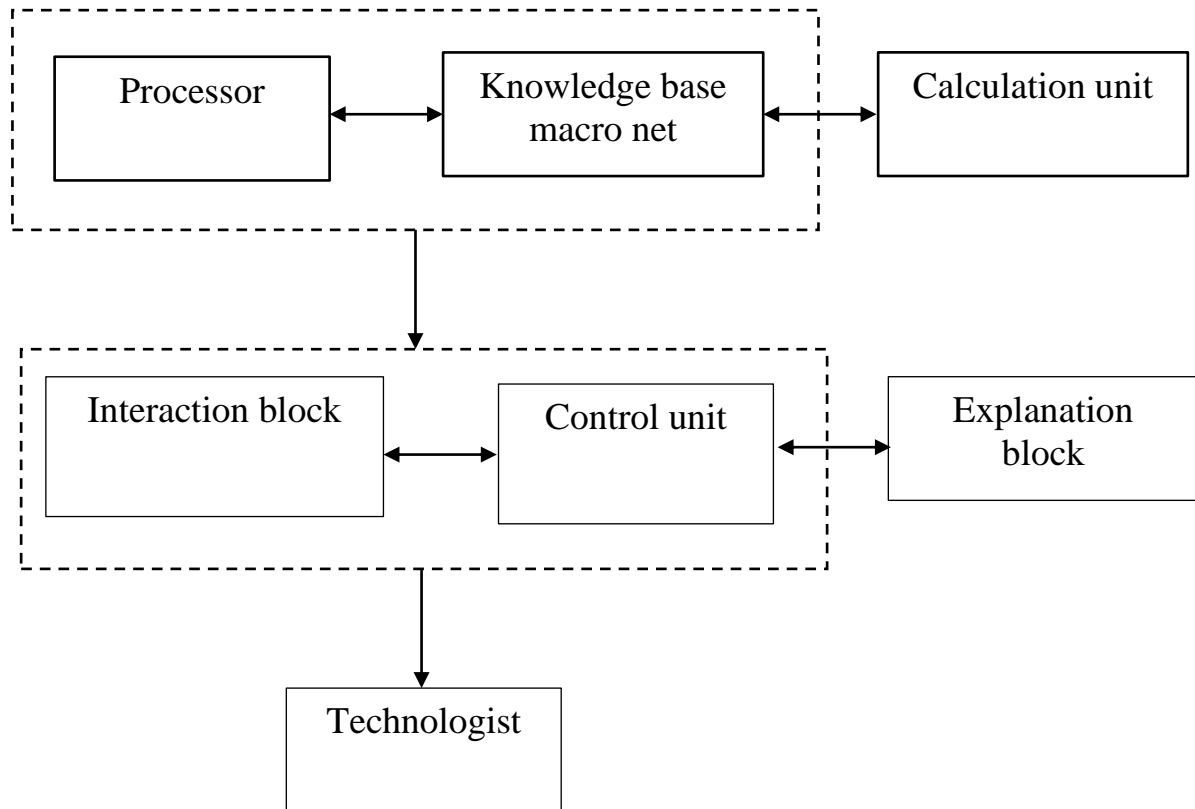 Processor
Knowledge base
macro net
Calculation unit
Interaction block
Control unit
Explanation
block
Technologist